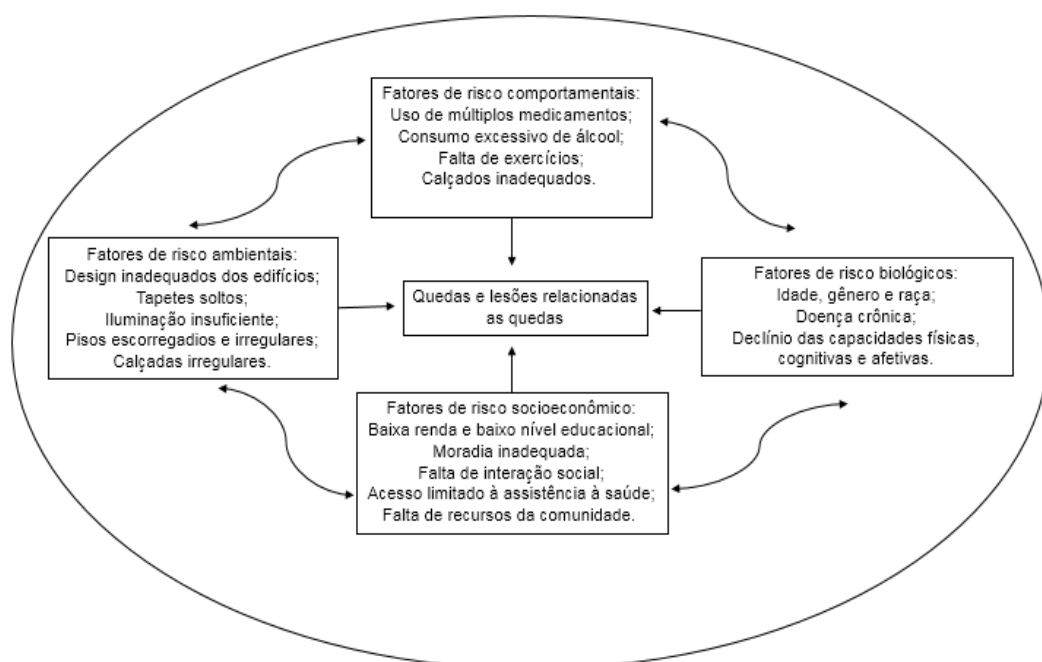 Fatores de risco comportamentais:
Uso de múltiplos medicamentos;
Consumo excessivo de álcool;
Falta de exercícios;
Calçados inadequados.
Fatores de risco ambientais:
Design inadequados dos edifícios;
Tapetes soltos;
Iluminação insuficiente;
Pisos escorregadios e irregulares;
Calçadas irregulares.
Quedas e lesões relacionadas
as quedas
Fatores de risco biológicos:
Idade, gênero e raça;
Doença crônica;
Declínio das capacidades físicas,
cognitivas e afetivas.
Fatores de risco socioeconômico:
Baixa renda e baixo nível educacional;
Moradia inadequada;
Falta de interação social;
Acesso limitado à assistência à saúde;
Falta de recursos da comunidade.